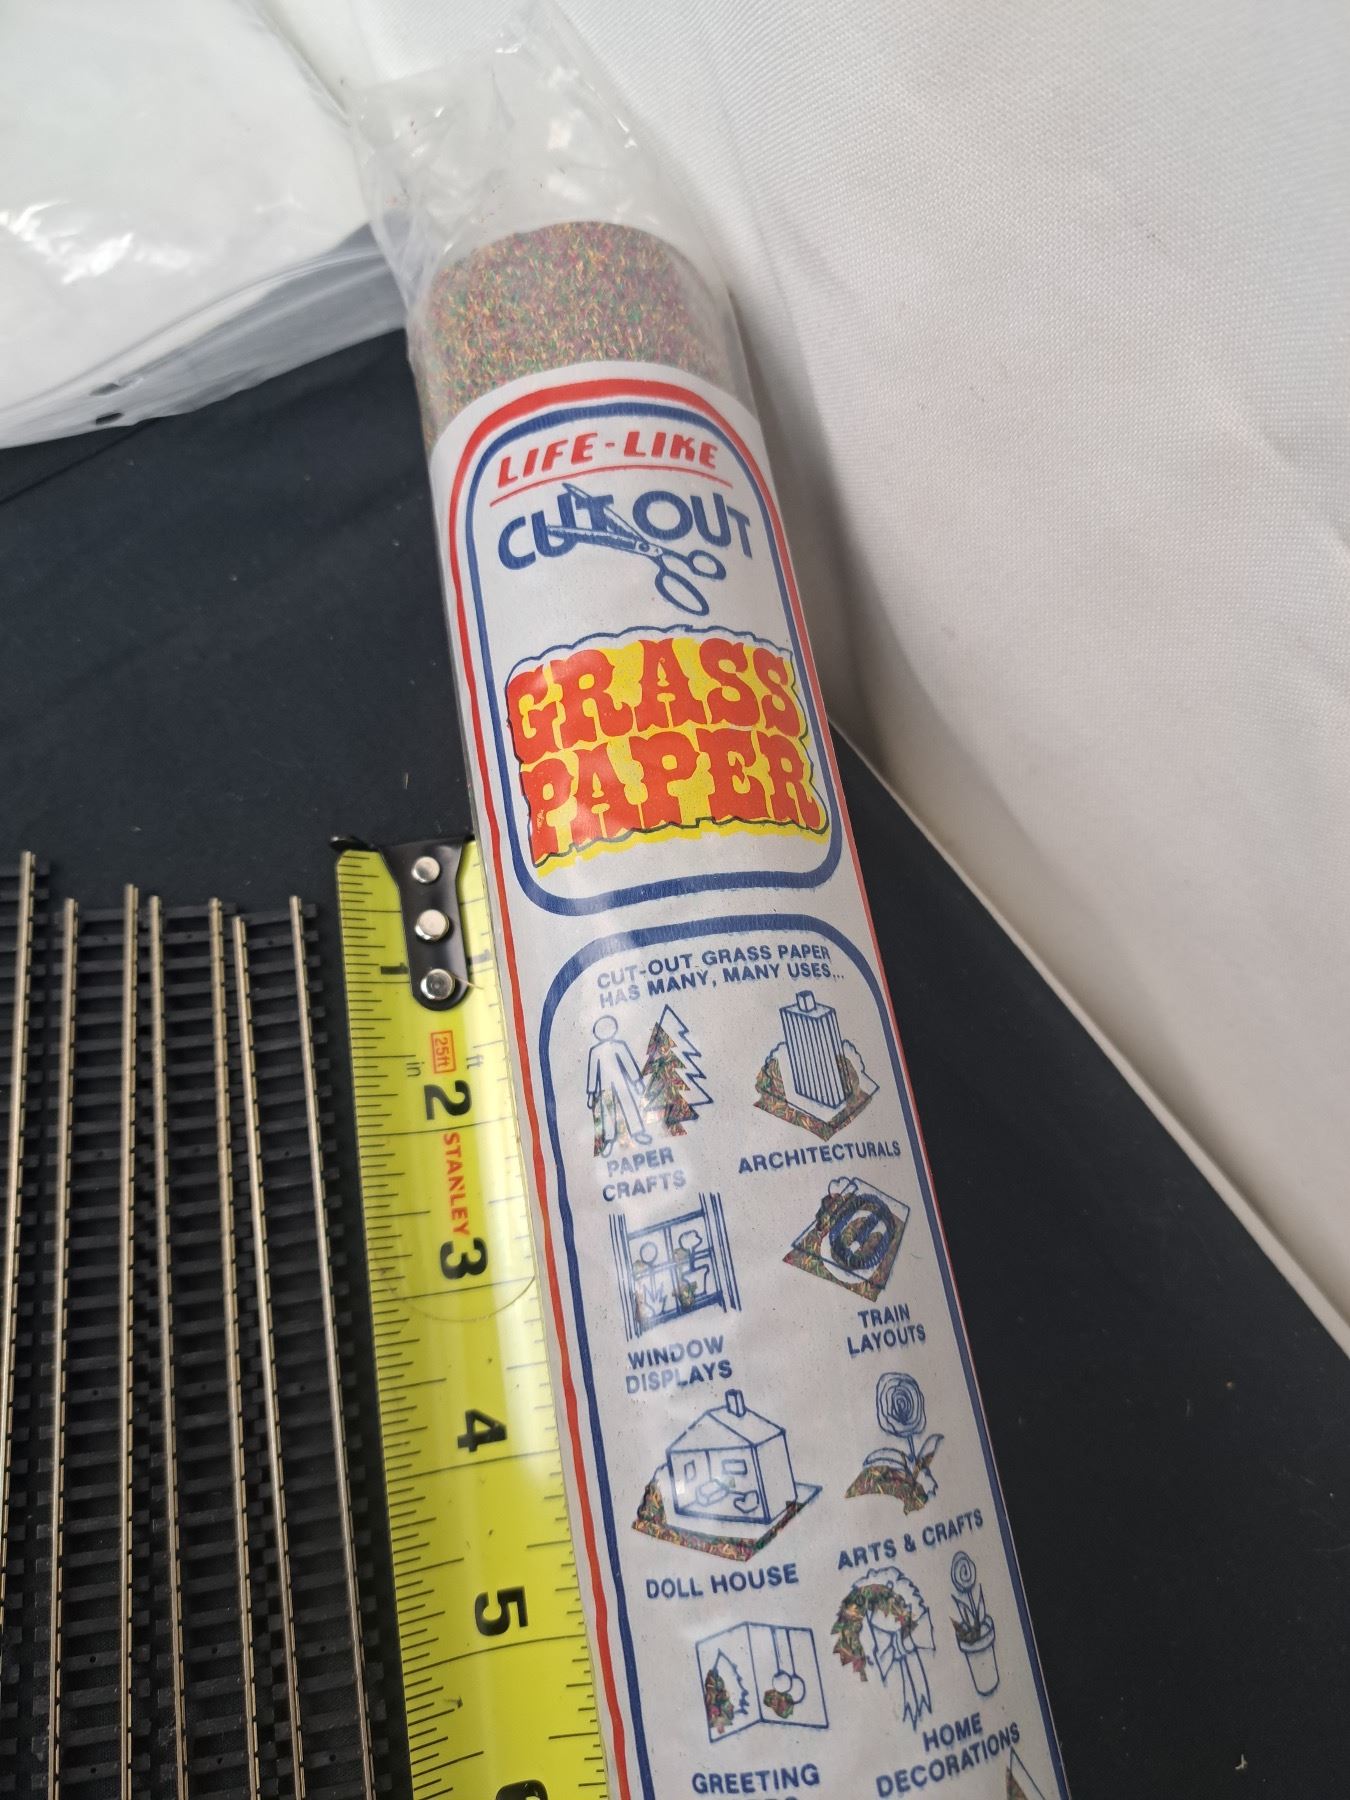 LIFE-LIKE
CUT OUT
GRASS
PAPER
CUT-OUT GRASS PAPER
HAS MANY, MANY USES...
PAPER
CRAFTS
ARCHITECTURALS
WINDOW
DISPLAYS
TRAIN
LAYOUTS
DOLL HOUSE
ARTS & CRAFTS
GREETING
HOME
DECORATIONS
1 1
25ft
in ft
2
STANLEY
3
4
5